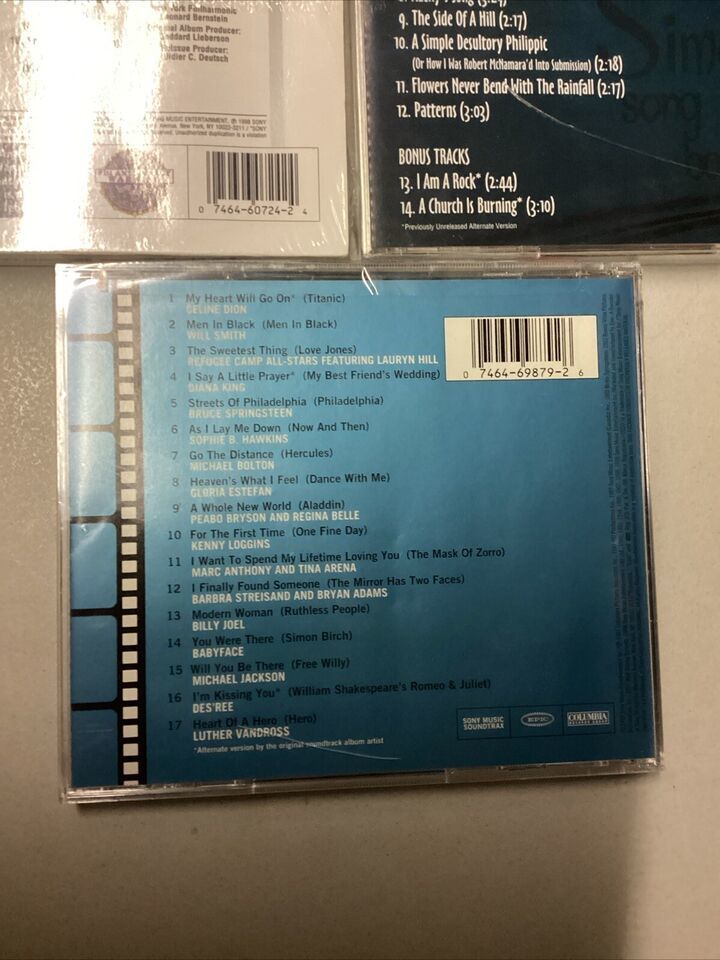 York Philharmonic
Leonard Bernstein
Album Producer:
Goddard Lieberson
Reissue Producer:
Didier C. Deutsch
MUSIC ENTERTAINMENT,
Avenue, New York, NY 10022-3211 / "SONY
Unauthorized duplication is a violation
0 7464-60724-2 4
9. The Side Of A Hill (2:17)
10. A Simple Desultory Philippic
(Or How I Was Robert McNamara'd Into Submission) (2:18)
11. Flowers Never Bend With The Rainfall (2:17)
12. Patterns (3:03)
BONUS TRACKS
13. I Am A Rock* (2:44)
14. A Church Is Burning* (3:10)
*Previously Unreleased Alternate Version
1 My Heart Will Go On* (Titanic)
CELINE DION
2 Men In Black (Men In Black)
WILL SMITH
3 The Sweetest Thing (Love Jones)
REFUGEE CAMP ALL-STARS FEATURING LAURYN HILL
4 I Say A Little Prayer* (My Best Friend's Wedding)
DIANA KING
5 Streets Of Philadelphia (Philadelphia)
BRUCE SPRINGSTEEN
6 As I Lay Me Down (Now And Then)
SOPHIE B. HAWKINS
7 Go The Distance (Hercules)
MICHAEL BOLTON
8 Heaven's What I Feel (Dance With Me)
GLORIA ESTEFAN
9 A Whole New World (Aladdin)
PEABO BRYSON AND REGINA BELLE
10 For The First Time (One Fine Day)
KENNY LOGGINS
11 I Want To Spend My Lifetime Loving You (The Mask Of Zorro)
MARC ANTHONY AND TINA ARENA
12 I Finally Found Someone (The Mirror Has Two Faces)
BARBRA STREISAND AND BRYAN ADAMS
13 Modern Woman (Ruthless People)
BILLY JOEL
14 You Were There (Simon Birch)
BABYFACE
15 Will You Be There (Free Willy)
MICHAEL JACKSON
16 I'm Kissing You* (William Shakespeare's Romeo & Juliet)
DES'REE
17 Heart Of A Hero (Hero)
LUTHER VANDROSS
*Alternate version by the original soundtrack album artist
0 7464-69879-2 6
SONY MUSIC
SOUNDTRAX
EPIC
COLUMBIA